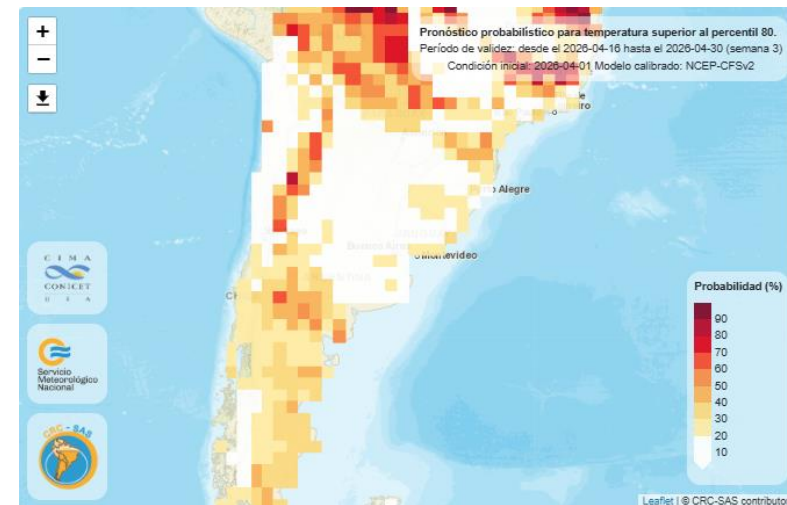 +
−
Pronóstico probabilístico para temperatura superior al percentil 80.
Período de validez: desde el 2026-04-16 hasta el 2026-04-30 (semana 3)
Condición inicial: 2026-04-01 Modelo calibrado: NCEP-CFSv2
Alegre
Buenos Aires
Montevideo
CIMA
CONICET
U B A
Servicio
Meteorológico
Nacional
CRC - SAS
Probabilidad (%)
90
80
70
60
50
40
30
20
10
Leaflet | © CRC-SAS contributor